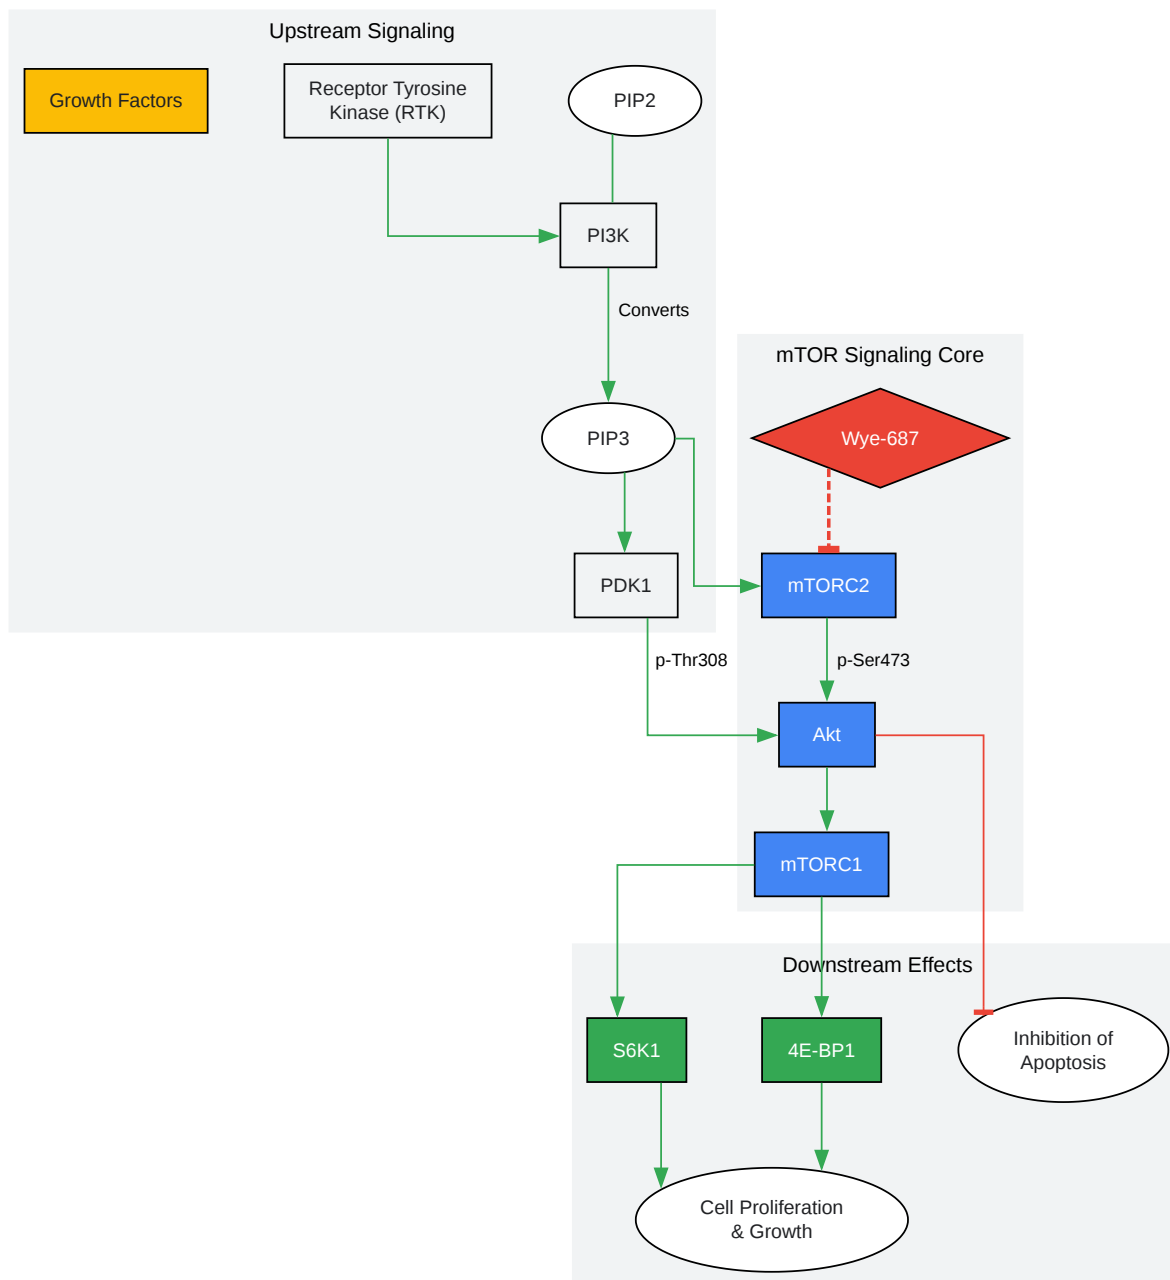 Upstream Signaling
Growth Factors
Receptor Tyrosine
Kinase (RTK)
PIP2
PI3K
Converts
mTOR Signaling Core
PIP3
Wye-687
PDK1
mTORC2
p-Thr308
p-Ser473
Akt
mTORC1
Downstream Effects
S6K1
4E-BP1
Inhibition of
Apoptosis
Cell Proliferation
& Growth